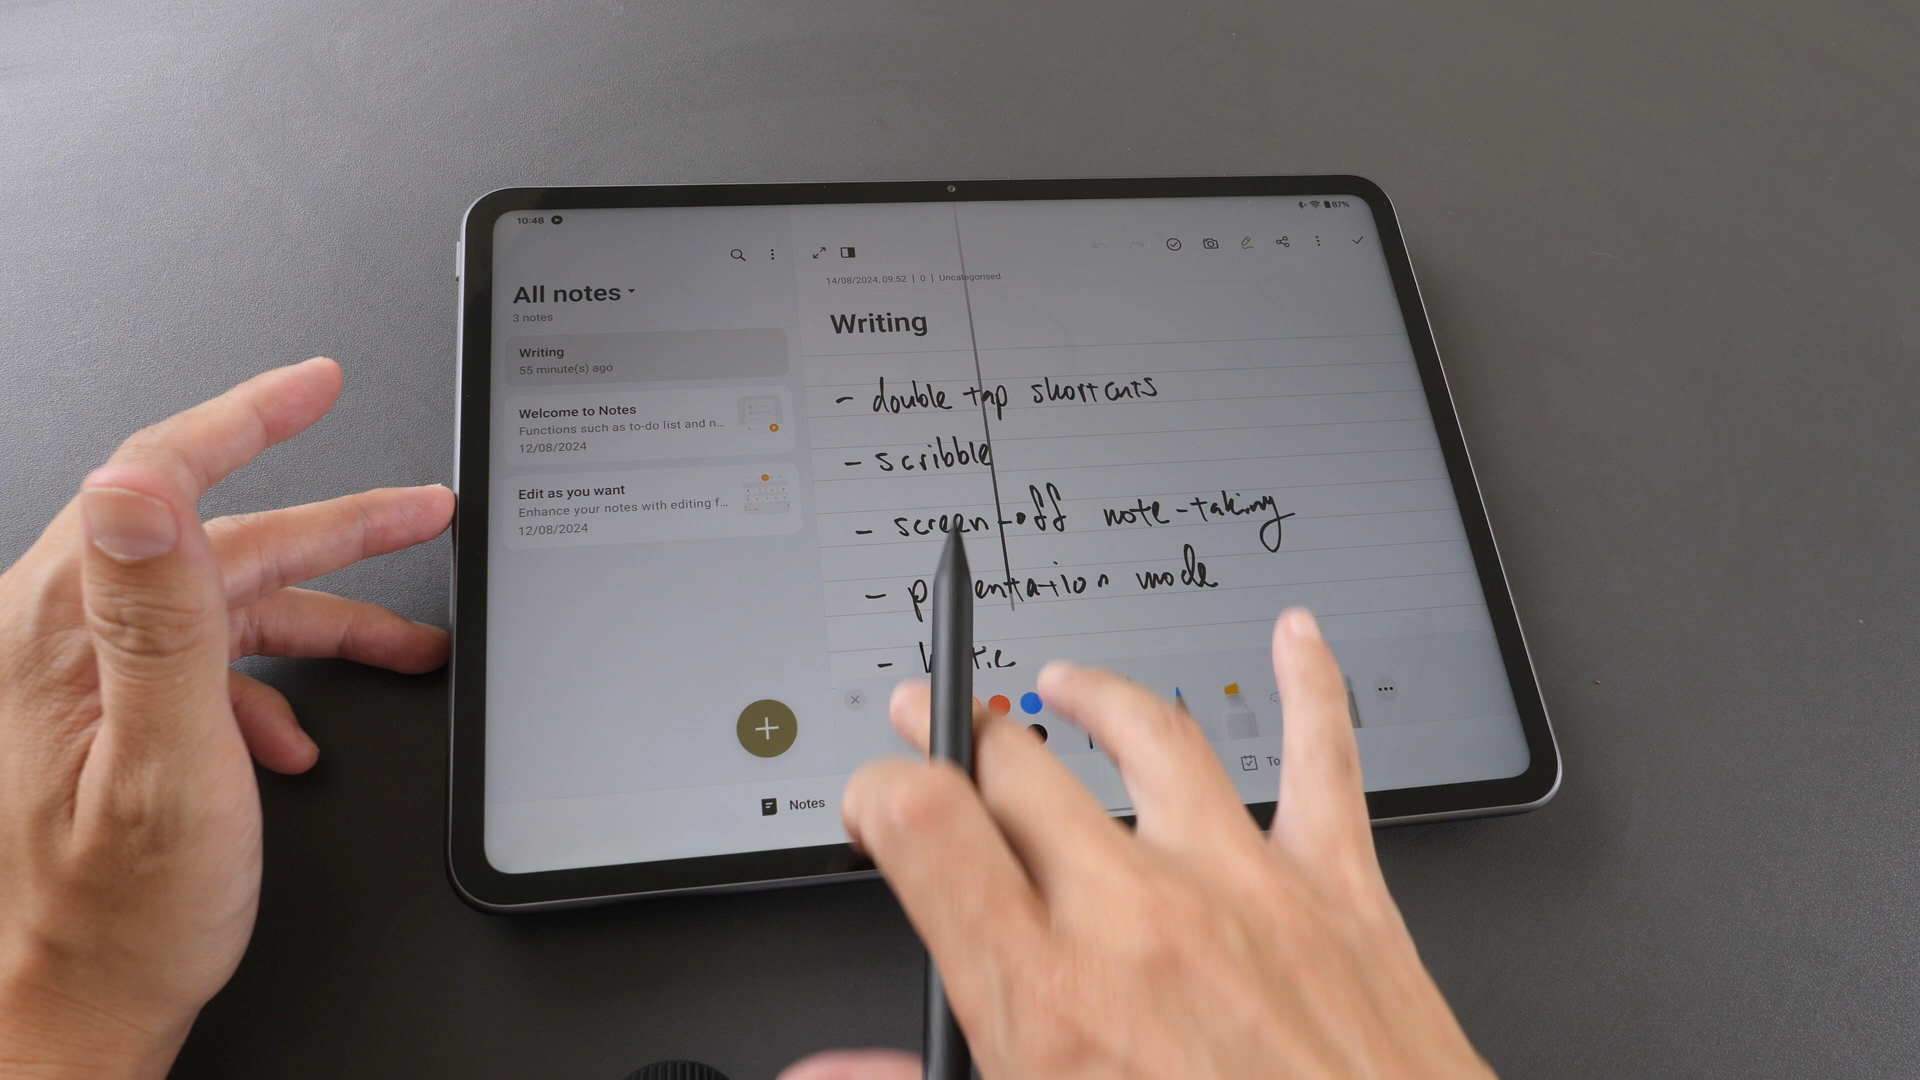 10:48
87%
All notes
3 notes
Writing
55 minute(s) ago
Welcome to Notes
Functions such as to-do list and n...
12/08/2024
Edit as you want
Enhance your notes with editing f...
12/08/2024
Notes
14/08/2024, 09:52 | 0 | Uncategorised
Writing
- double tap shortcuts
- scribble
- screen-off note-taking
- mode
To